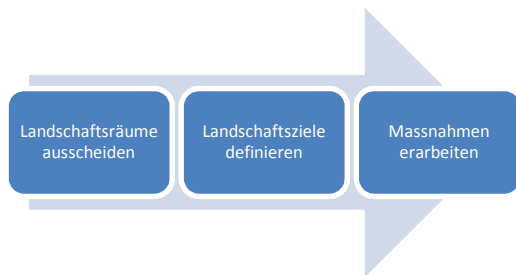 Landschaftsräume
ausscheiden
Landschaftsziele
definieren
Massnahmen
erarbeiten